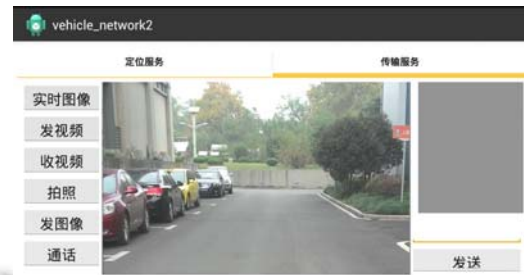 vehicle_network2
定位服务 传输服务
实时图像
发视频
收视频
拍照
发图像
通话
发送